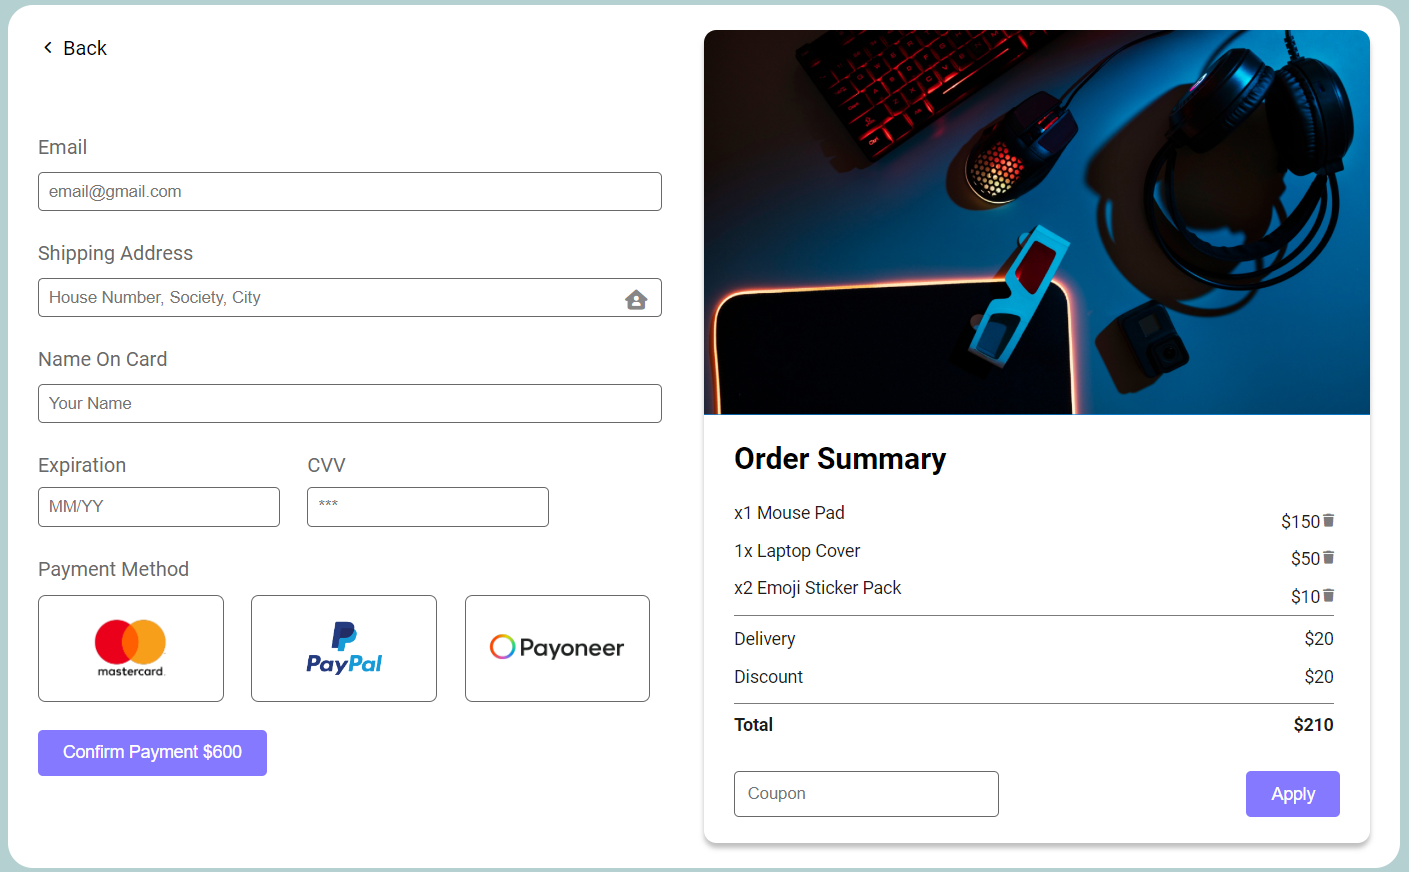 Back
Email
email@gmail.com
Shipping Address
House Number, Society, City
Name On Card
Your Name
Expiration CVV
MM/YY ***
Payment Method
mastercard.
PayPal
Payoneer
Confirm Payment $600
Order Summary
x1 Mouse Pad $150
1x Laptop Cover $50
x2 Emoji Sticker Pack $10
Delivery $20
Discount $20
Total $210
Coupon Apply